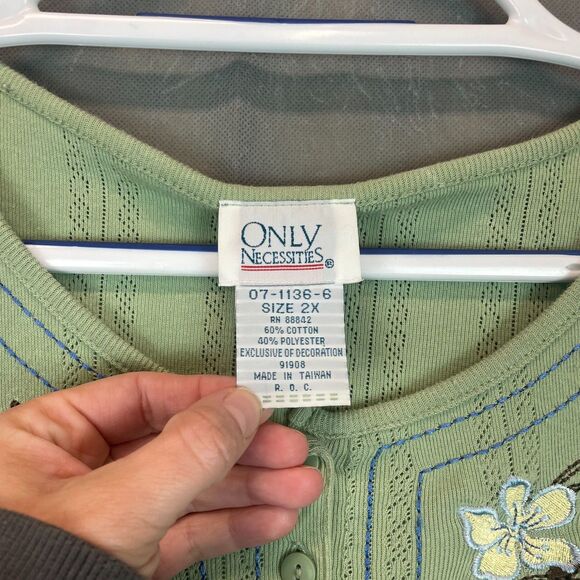 ONLY
NECESSITIES®
07-1136-6
SIZE 2X
RN 88842
60% COTTON
40% POLYESTER
EXCLUSIVE OF DECORATION
91908
MADE IN TAIWAN
R. O. C.